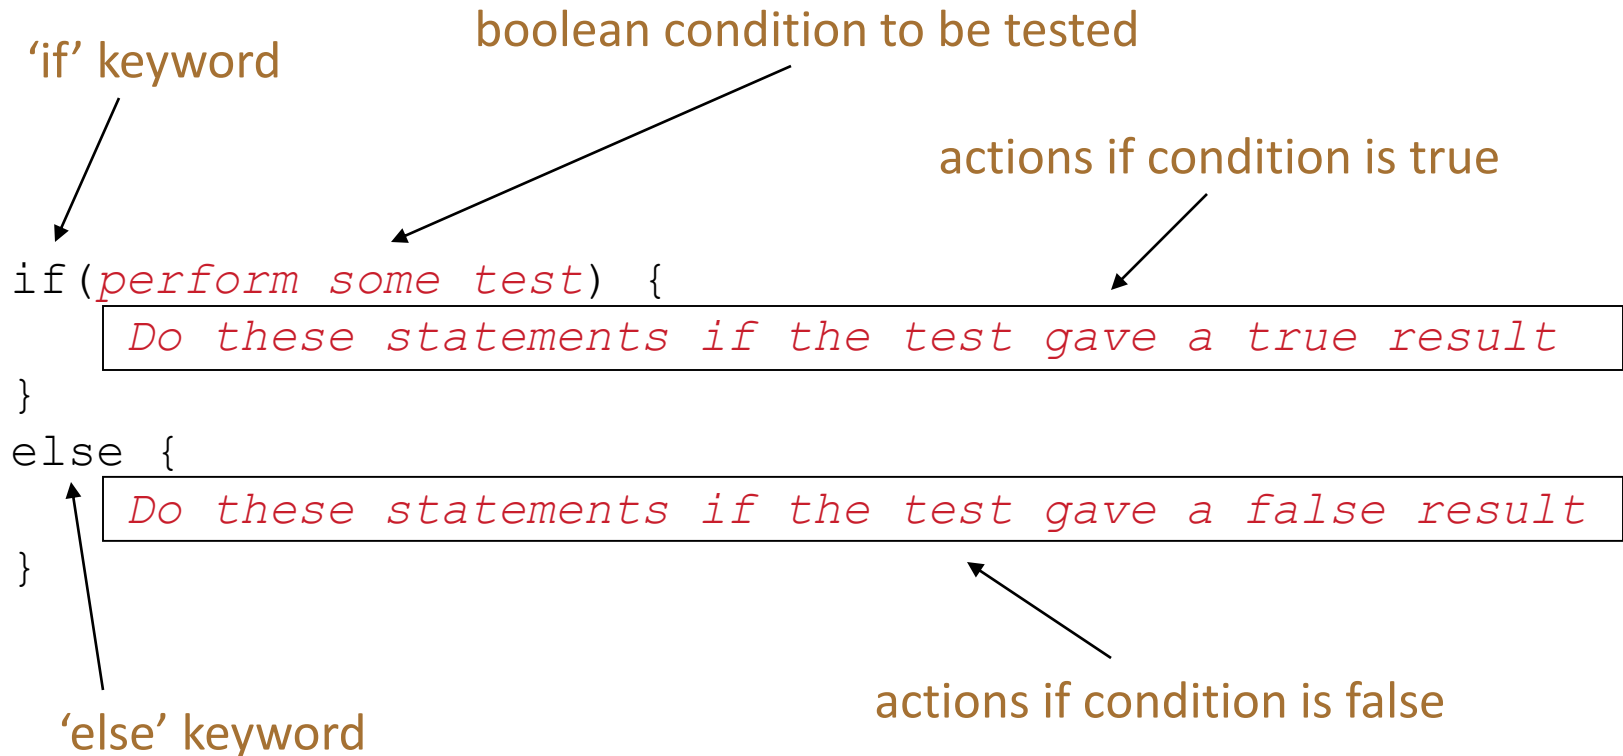 boolean condition to be tested
‘if’ keyword
actions if condition is true
if(perform some test) {
Do these statements if the test gave a true result
}
else {
Do these statements if the test gave a false result
}
actions if condition is false
‘else’ keyword